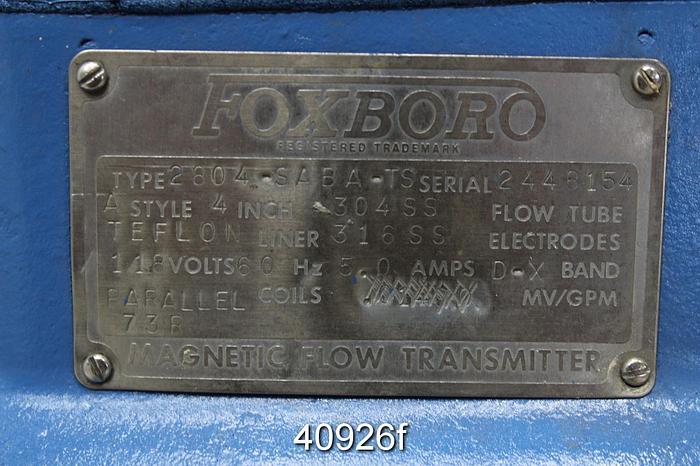 FOXBORO
REGISTERED TRADEMARK
TYPE 2804-SABA-TS SERIAL 2448154
A STYLE 4 INCH 304SS FLOW TUBE
TEFLON LINER 316SS ELECTRODES
118 VOLTS 60 Hz 5.0 AMPS D-X BAND
PARALLEL COILS MV/GPM
73B
MAGNETIC FLOW TRANSMITTER
40926f